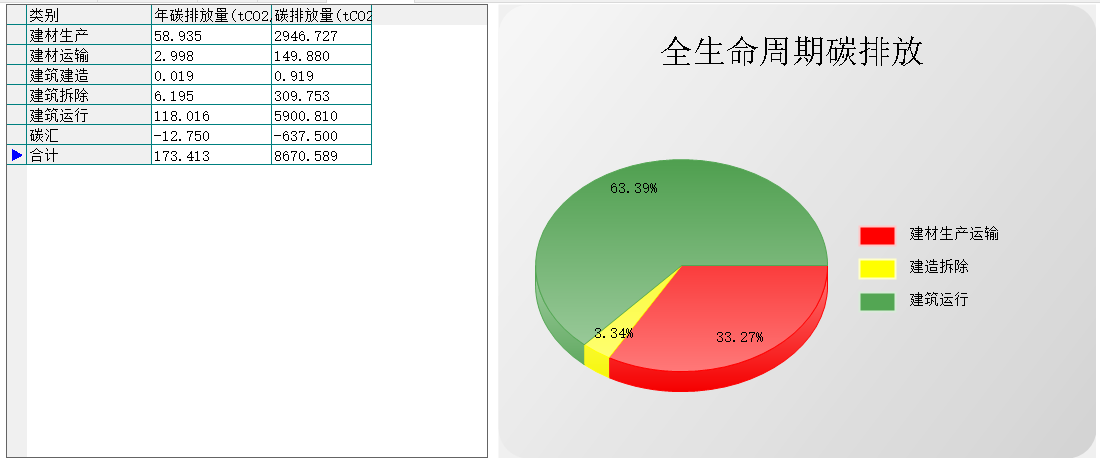 类别 年碳排放量(tCO2 碳排放量(tCO2
建材生产 58.935 2946.727
建材运输 2.998 149.880
建筑建造 0.019 0.919
建筑拆除 6.195 309.753
建筑运行 118.016 5900.810
碳汇 -12.750 -637.500
合计 173.413 8670.589
全生命周期碳排放
63.39%
3.34%
33.27%
建材生产运输
建造拆除
建筑运行